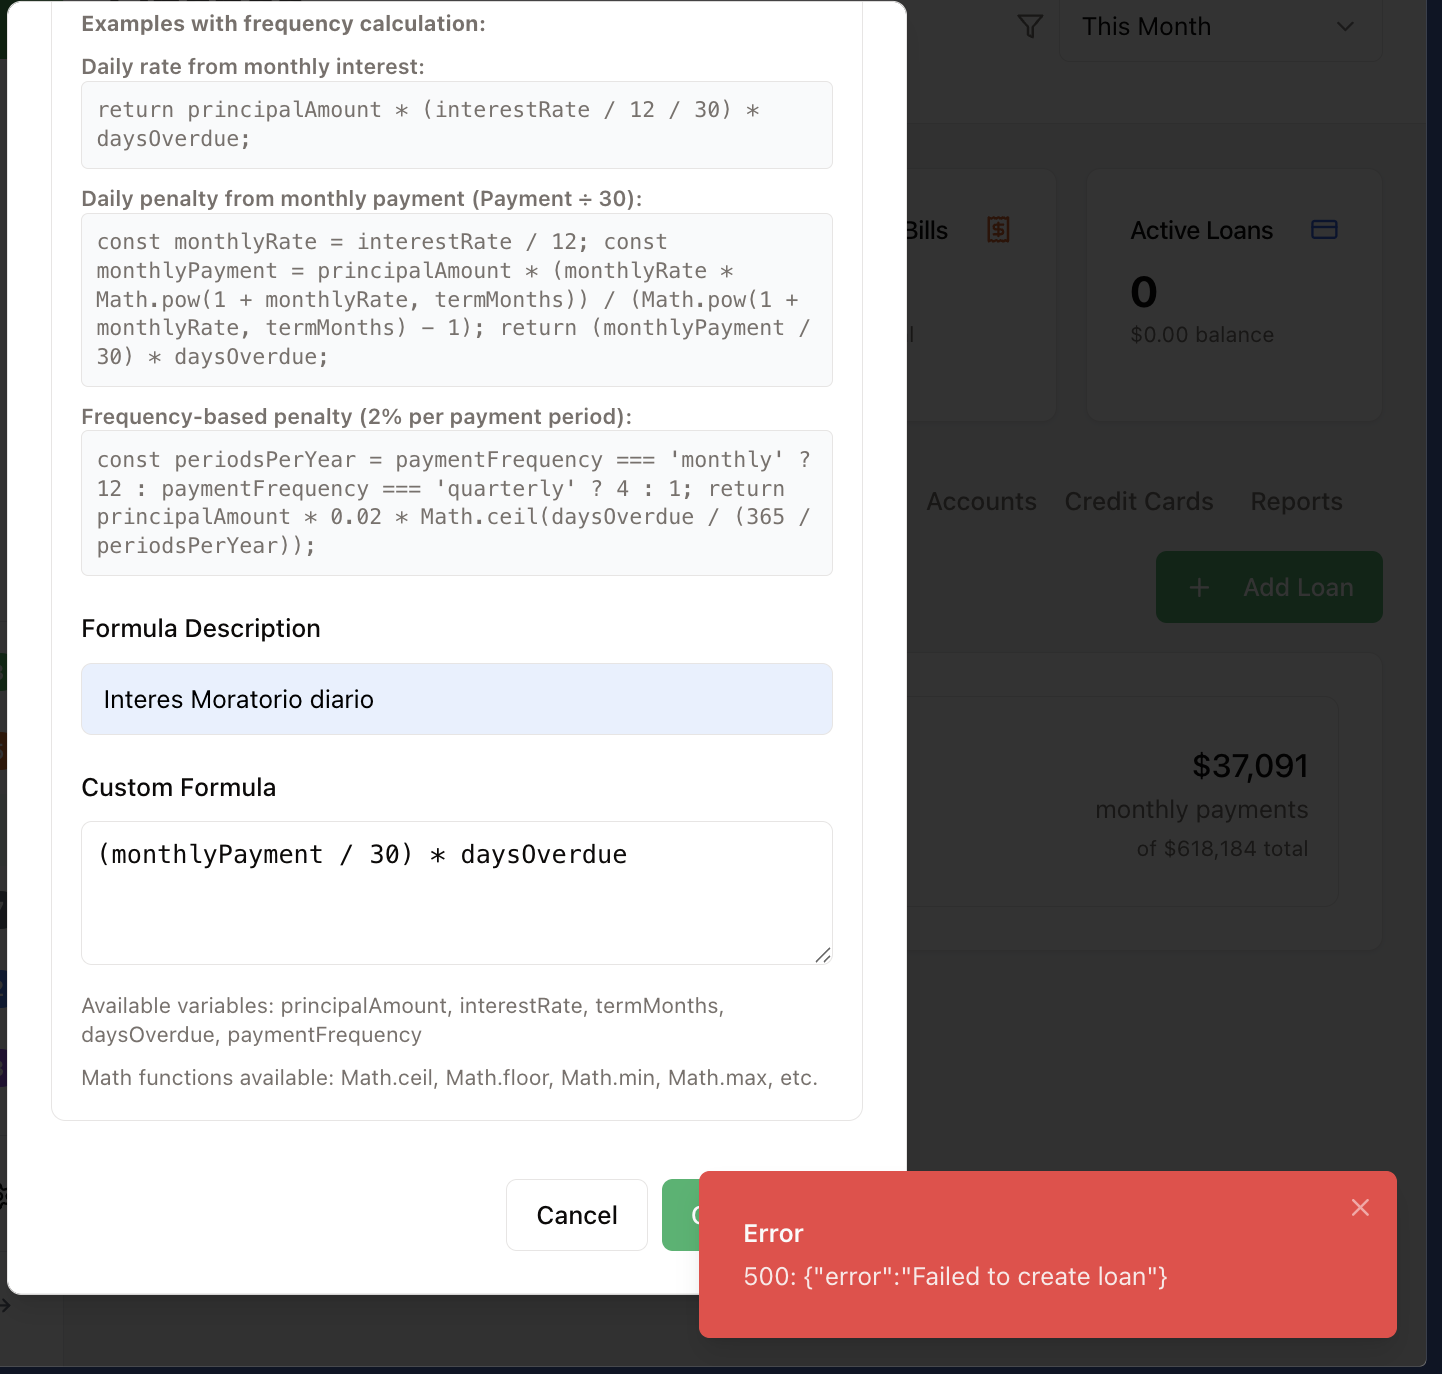 Examples with frequency calculation:
Daily rate from monthly interest:
return principalAmount * (interestRate / 12 / 30) *
daysOverdue;
Daily penalty from monthly payment (Payment ÷ 30):
const monthlyRate = interestRate / 12; const
monthlyPayment = principalAmount * (monthlyRate *
Math.pow(1 + monthlyRate, termMonths)) / (Math.pow(1 +
monthlyRate, termMonths) - 1); return (monthlyPayment /
30) * daysOverdue;
Frequency-based penalty (2% per payment period):
const periodsPerYear = paymentFrequency === 'monthly' ?
12 : paymentFrequency === 'quarterly' ? 4 : 1; return
principalAmount * 0.02 * Math.ceil(daysOverdue / (365 /
periodsPerYear));
Formula Description
Interes Moratorio diario
Custom Formula
(monthlyPayment / 30) * daysOverdue
Available variables: principalAmount, interestRate, termMonths,
daysOverdue, paymentFrequency
Math functions available: Math.ceil, Math.floor, Math.min, Math.max, etc.
Cancel
This Month
Bills
Active Loans
0
$0.00 balance
Accounts
Credit Cards
Reports
+ Add Loan
$37,091
monthly payments
of $618,184 total
Error
500: {"error":"Failed to create loan"}